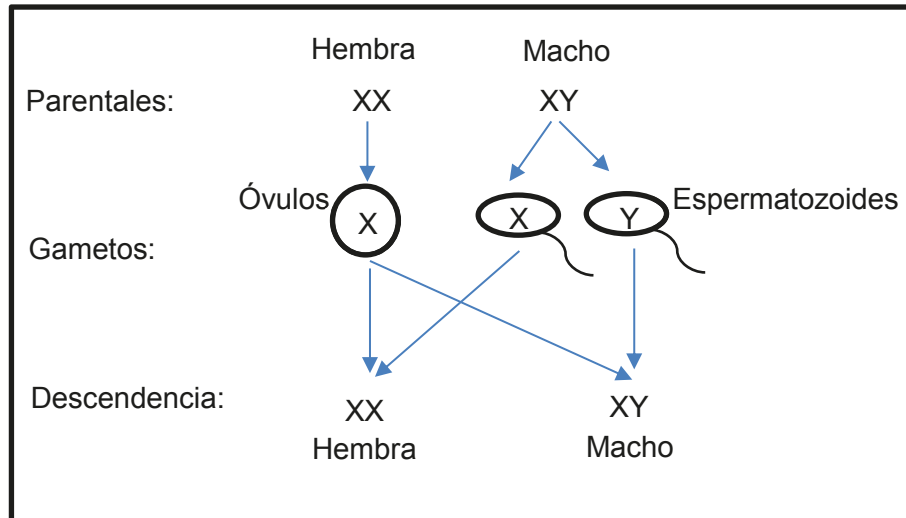 Hembra Macho
Parentales: XX XY
Óvulos Espermatozoides
X X Y
Gametos:
Descendencia:
XX XY
Hembra Macho